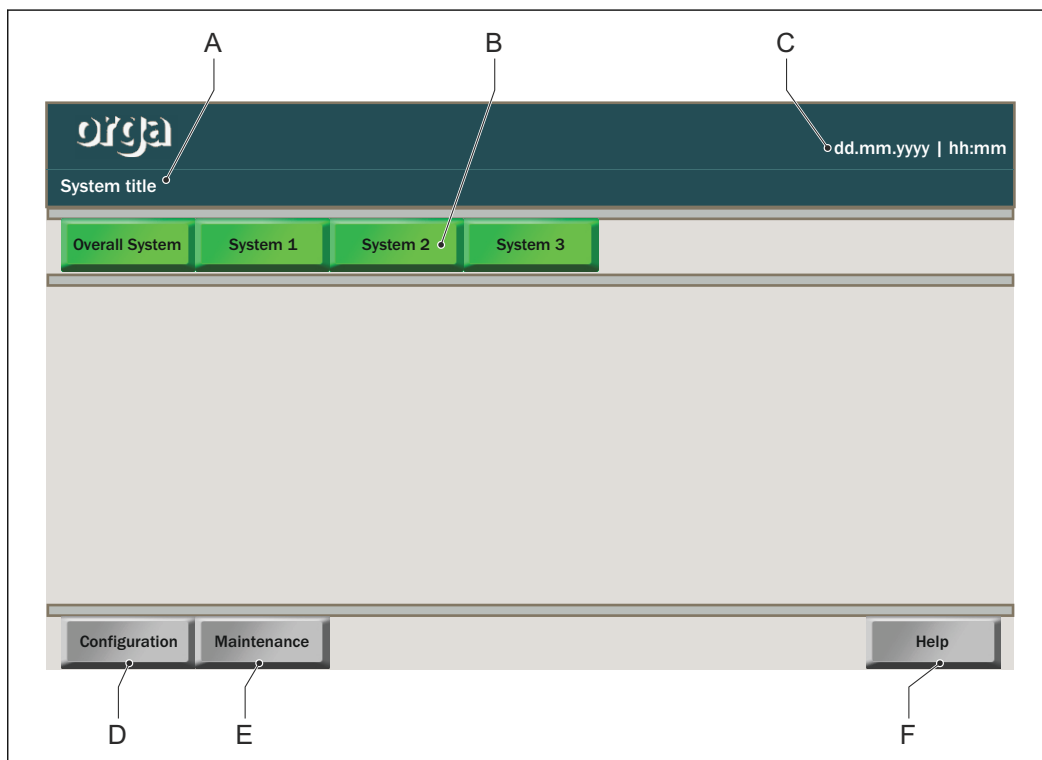 A B C
orga
dd.mm.yyyy | hh:mm
System title
Overall System System 1 System 2 System 3
Configuration Maintenance Help
D E F